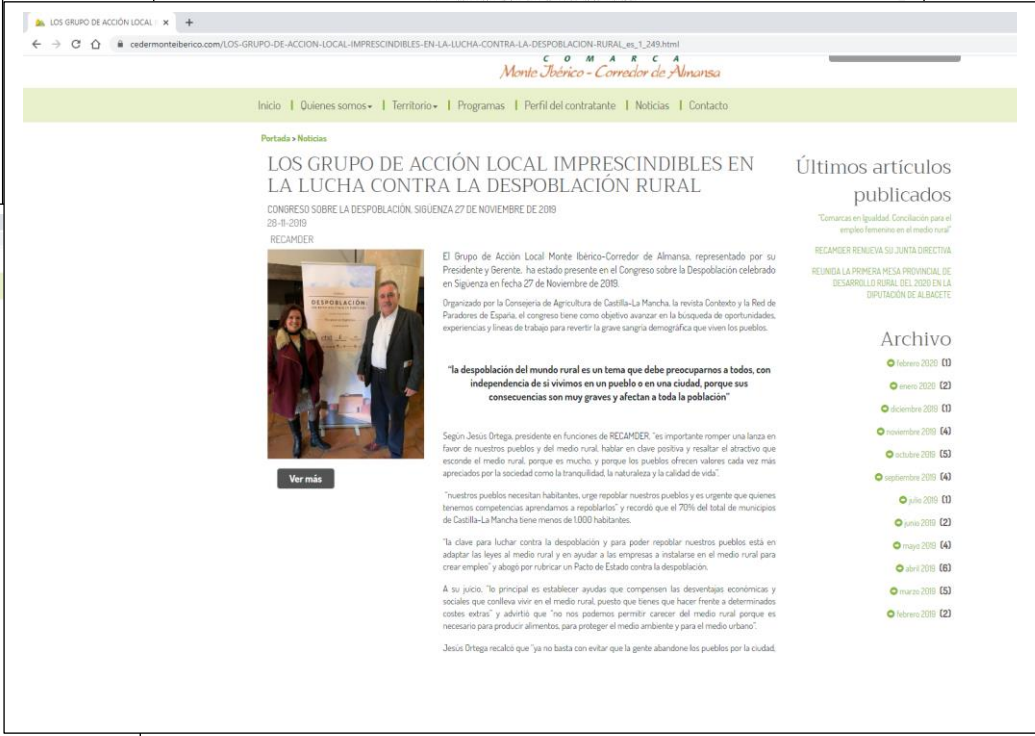 LOS GRUPO DE ACCIÓN LOCAL
cedermonteiberico.com/LOS-GRUPO-DE-ACCION-LOCAL-IMPRESCINDIBLES-EN-LA-LUCHA-CONTRA-LA-DESPOBLACION-RURAL_es_1_249.html
COMARCA
Monte Ibérico - Corredor de Almansa
Inicio | Quienes somos | Territorio | Programas | Perfil del contratante | Noticias | Contacto
Portada > Noticias
LOS GRUPO DE ACCIÓN LOCAL IMPRESCINDIBLES EN
LA LUCHA CONTRA LA DESPOBLACIÓN RURAL
CONGRESO SOBRE LA DESPOBLACIÓN. SIGÜENZA 27 DE NOVIEMBRE DE 2019
28-11-2019
RECAMDER
DESPOBLACIÓN
Ver más
El Grupo de Acción Local Monte Ibérico-Corredor de Almansa, representado por su
Presidente y Gerente, ha estado presente en el Congreso sobre la Despoblación celebrado
en Siguenza en fecha 27 de Noviembre de 2019.
Organizado por la Consejería de Agricultura de Castilla-La Mancha, la revista Contexto y la Red de
Paradores de España, el congreso tiene como objetivo avanzar en la búsqueda de oportunidades,
experiencias y líneas de trabajo para revertir la grave sangría demográfica que viven los pueblos.
“la despoblación del mundo rural es un tema que debe preocuparnos a todos, con
independencia de si vivimos en un pueblo o en una ciudad, porque sus
consecuencias son muy graves y afectan a toda la población”
Según Jesús Ortega, presidente en funciones de RECAMDER, “es importante romper una lanza en
favor de nuestros pueblos y del medio rural, hablar en clave positiva y resaltar el atractivo que
esconde el medio rural, porque es mucho, y porque los pueblos ofrecen valores cada vez más
apreciados por la sociedad como la tranquilidad, la naturaleza y la calidad de vida”.
“nuestros pueblos necesitan habitantes, urge repoblar nuestros pueblos y es urgente que quienes
tenemos competencias aprendamos a repoblarlos” y recordó que el 70% del total de municipios
de Castilla-La Mancha tiene menos de 1.000 habitantes.
“la clave para luchar contra la despoblación y para poder repoblar nuestros pueblos está en
adaptar las leyes al medio rural y en ayudar a las empresas a instalarse en el medio rural para
crear empleo” y abogó por rubricar un Pacto de Estado contra la despoblación.
A su juicio, “lo principal es establecer ayudas que compensen las desventajas económicas y
sociales que conlleva vivir en el medio rural, puesto que tienes que hacer frente a determinados
costes extras” y advirtió que “no nos podemos permitir carecer del medio rural porque es
necesario para producir alimentos, para proteger el medio ambiente y para el medio urbano”.
Jesús Ortega recalcó que “ya no basta con evitar que la gente abandone los pueblos por la ciudad,
Últimos artículos
publicados
“Comarcas en Igualdad. Conciliación para el
empleo femenino en el medio rural”
RECAMDER RENUEVA SU JUNTA DIRECTIVA
REUNIDA LA PRIMERA MESA PROVINCIAL DE
DESARROLLO RURAL DEL 2020 EN LA
DIPUTACIÓN DE ALBACETE
Archivo
febrero 2020 (1)
enero 2020 (2)
diciembre 2019 (1)
noviembre 2019 (4)
octubre 2019 (5)
septiembre 2019 (4)
julio 2019 (1)
junio 2019 (2)
mayo 2019 (4)
abril 2019 (6)
marzo 2019 (5)
febrero 2019 (2)